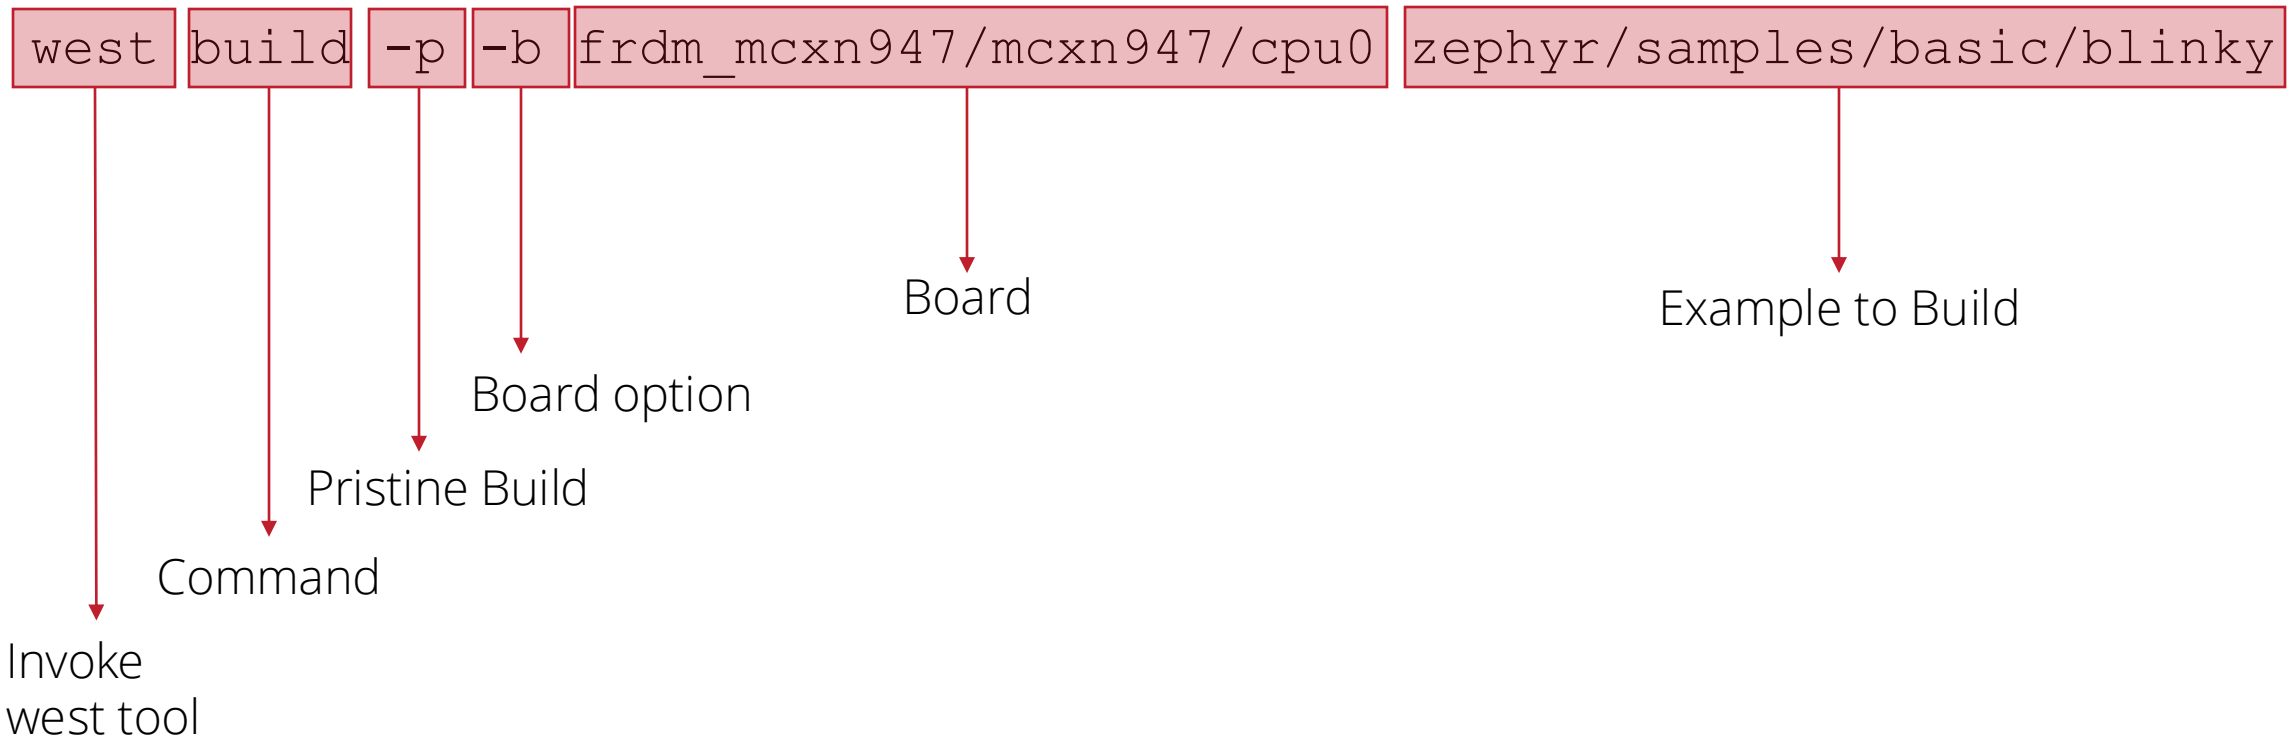 west build -p -b frdm_mcxn947/mcxn947/cpu0 zephyr/samples/basic/blinky
Board
Example to Build
Board option
Pristine Build
Command
Invoke
west tool